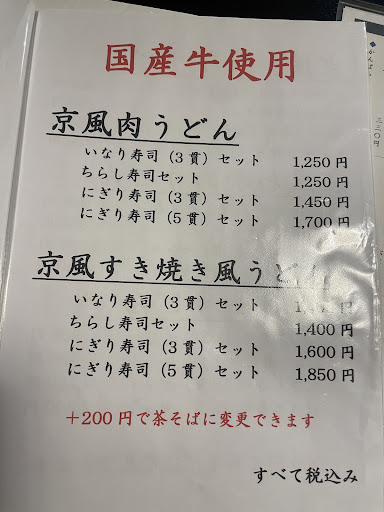 国産牛使用
京風肉うどん
いなり寿司（3貫）セット 1,250円
ちらし寿司セット 1,250円
にぎり寿司（3貫）セット 1,450円
にぎり寿司（5貫）セット 1,700円
京風すき焼き風うどん
いなり寿司（3貫）セット 円
ちらし寿司セット 1,400円
にぎり寿司（3貫）セット 1,600円
にぎり寿司（5貫）セット 1,850円
＋200円で茶そばに変更できます
すべて税込み